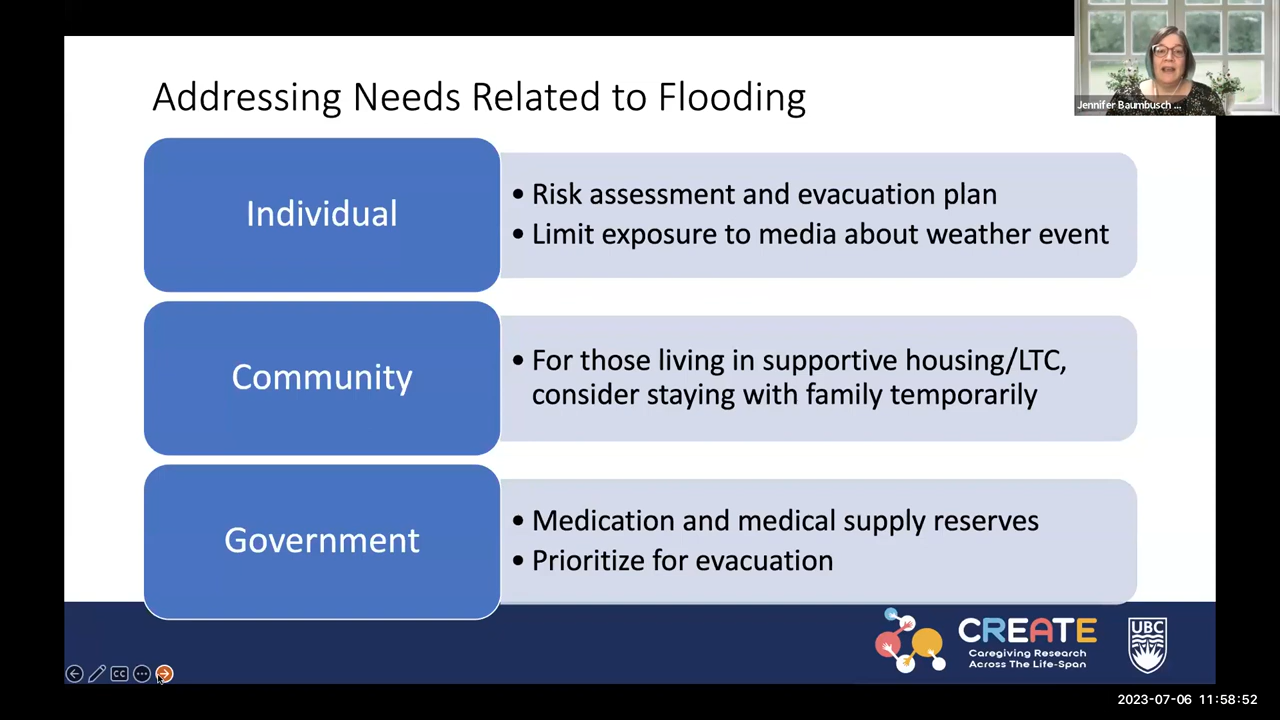 Addressing Needs Related to Flooding
Jennifer Baumbusch ...
Individual
• Risk assessment and evacuation plan
• Limit exposure to media about weather event
Community
• For those living in supportive housing/LTC,
consider staying with family temporarily
Government
• Medication and medical supply reserves
• Prioritize for evacuation
CREATE
Caregiving Research
Across The Life-Span
UBC
CC
2023-07-06 11:58:52